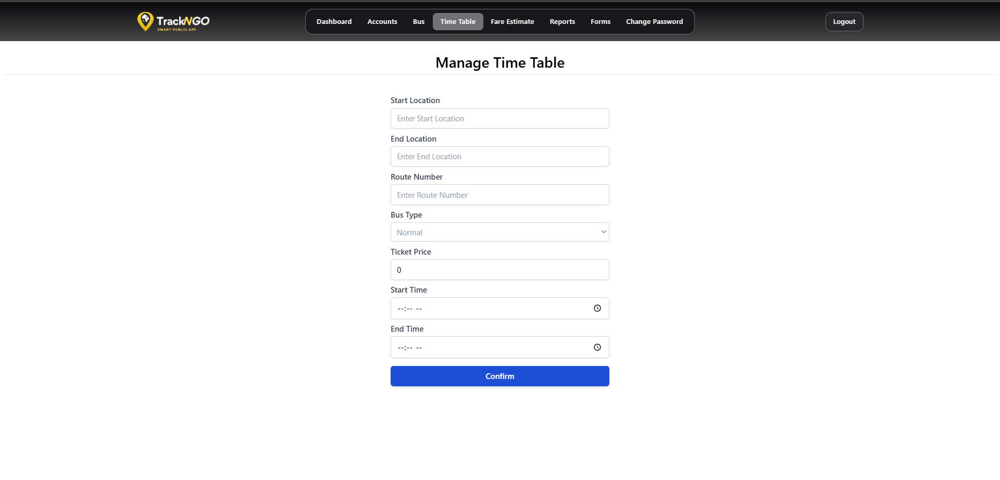 TrackNGO
SMART PUBLIC APP
Dashboard Accounts Bus Time Table Fare Estimate Reports Forms Change Password
Logout
Manage Time Table
Start Location
Enter Start Location
End Location
Enter End Location
Route Number
Enter Route Number
Bus Type
Normal
Ticket Price
0
Start Time
--:-- --
End Time
--:-- --
Confirm